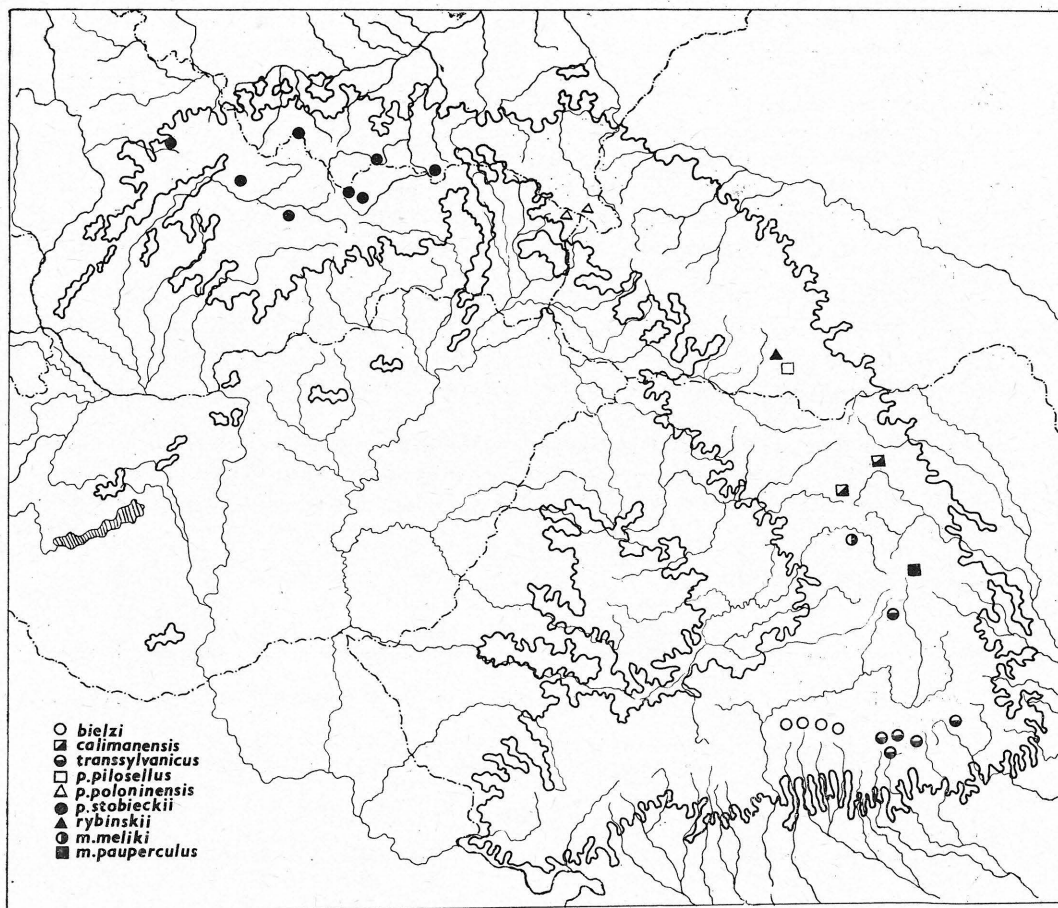 bielzi
calimanensis
transsylvanicus
p.pilosellus
p.poloninensis
p.stobieckii
rybinskii
m.meliki
m.pauperculus